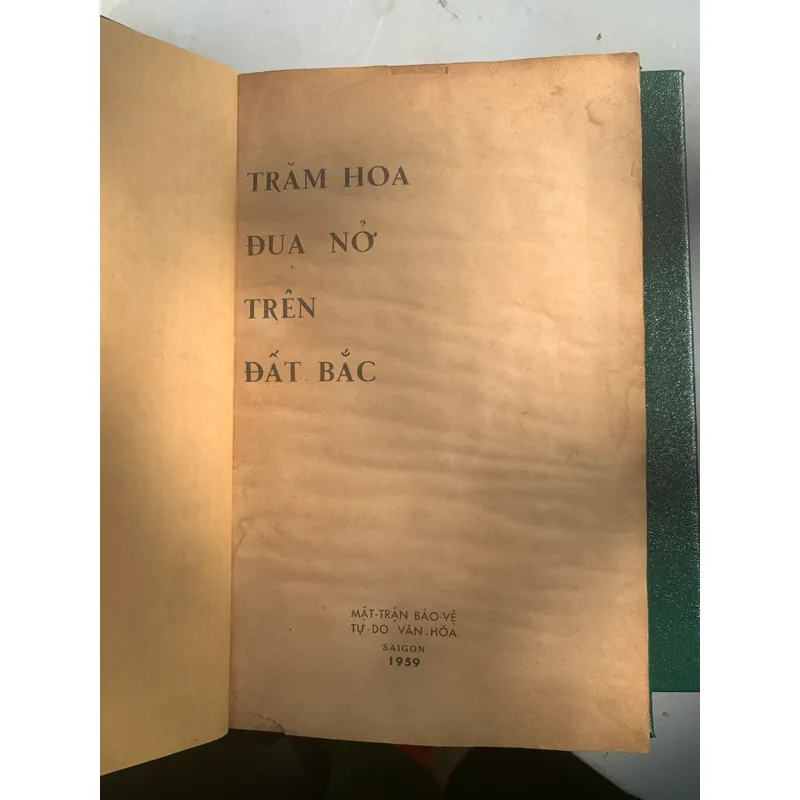 TRĂM HOA
ĐUA NỞ
TRÊN
ĐẤT BẮC
MẶT-TRẬN BẢO-VỆ
TỰ-DO VĂN-HÓA
SAIGON
1959